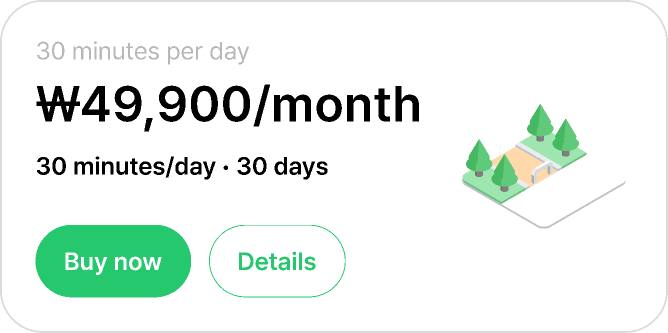 30 minutes per day
₩49,900/month
30 minutes/day · 30 days
Buy now
Details